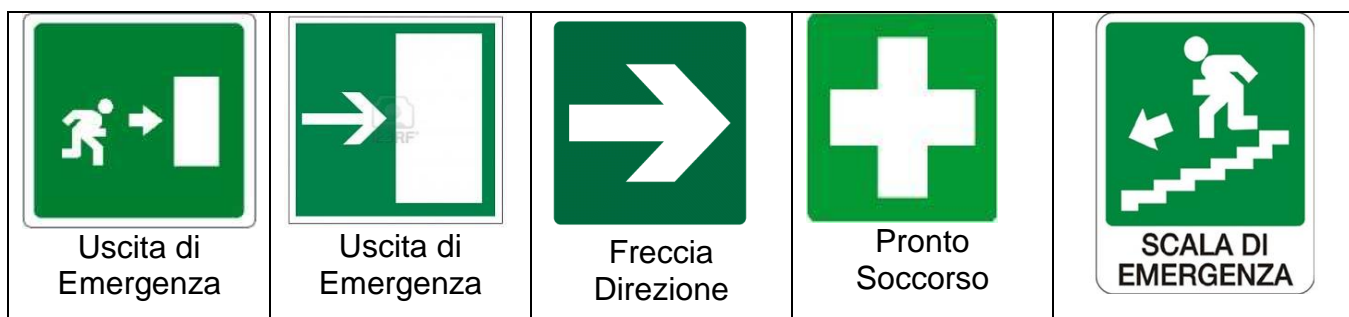 Uscita di
Emergenza
Uscita di
Emergenza
Freccia
Direzione
Pronto
Soccorso
SCALA DI
EMERGENZA